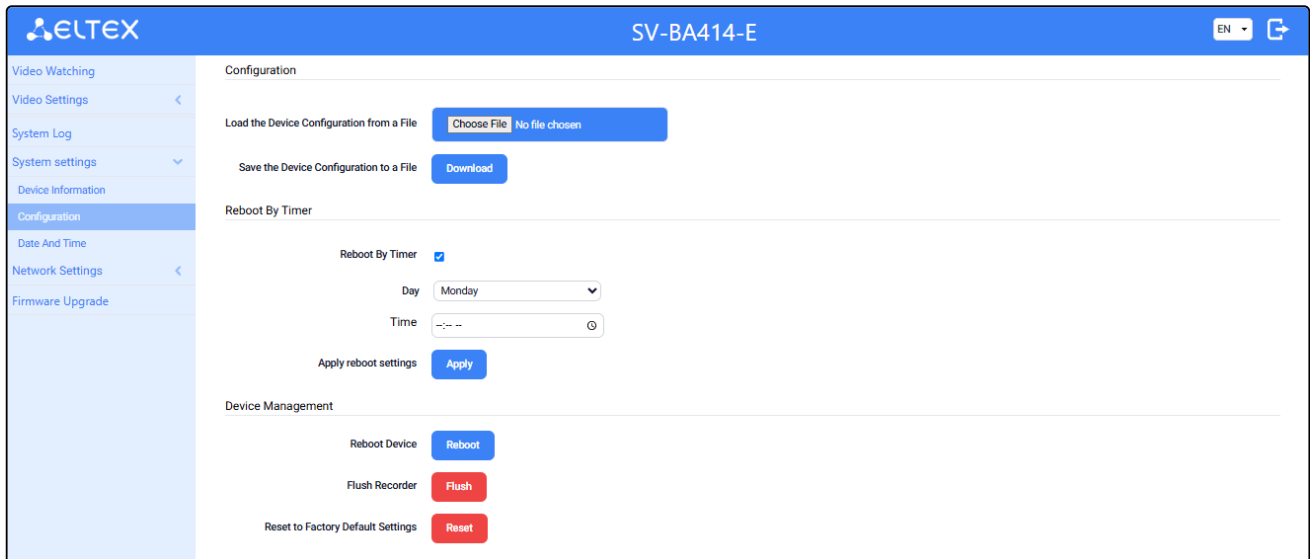 ELTEX
SV-BA414-E
EN
Video Watching
Video Settings
System Log
System settings
Device Information
Configuration
Date And Time
Network Settings
Firmware Upgrade
Configuration
Load the Device Configuration from a File
Choose File No file chosen
Save the Device Configuration to a File
Download
Reboot By Timer
Reboot By Timer
Day
Monday
Time
--:-- --
Apply reboot settings
Apply
Device Management
Reboot Device
Reboot
Flush Recorder
Flush
Reset to Factory Default Settings
Reset